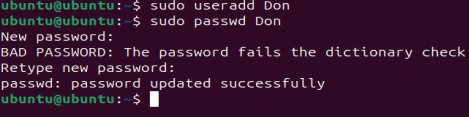 ubuntu@ubuntu:~$ sudo useradd Don
ubuntu@ubuntu:~$ sudo passwd Don
New password:
BAD PASSWORD: The password fails the dictionary check
Retype new password:
passwd: password updated successfully
ubuntu@ubuntu:~$